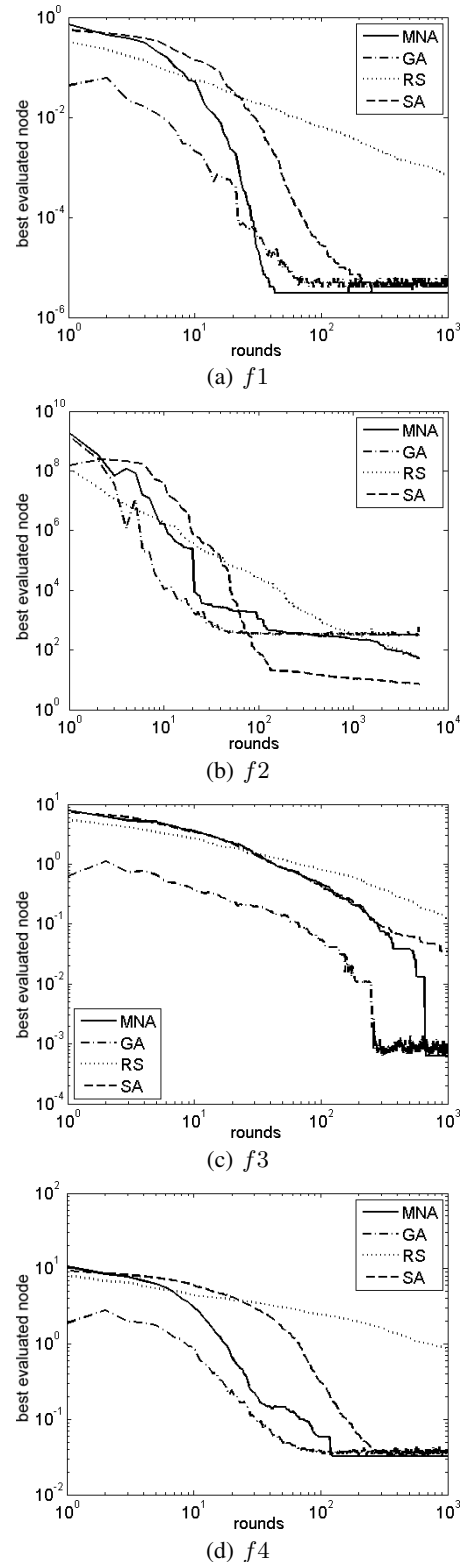 10^0
10^-2
10^-4
10^-6
best evaluated node
MNA
GA
RS
SA
10^0 10^1 10^2 10^3
rounds
(a) f1
10^10
10^8
10^6
10^4
10^2
10^0
best evaluated node
MNA
GA
RS
SA
10^0 10^1 10^2 10^3 10^4
rounds
(b) f2
10^1
10^0
10^-1
10^-2
10^-3
10^-4
best evaluated node
MNA
GA
RS
SA
10^0 10^1 10^2 10^3
rounds
(c) f3
10^2
10^1
10^0
10^-1
10^-2
best evaluated node
MNA
GA
RS
SA
10^0 10^1 10^2 10^3
rounds
(d) f4